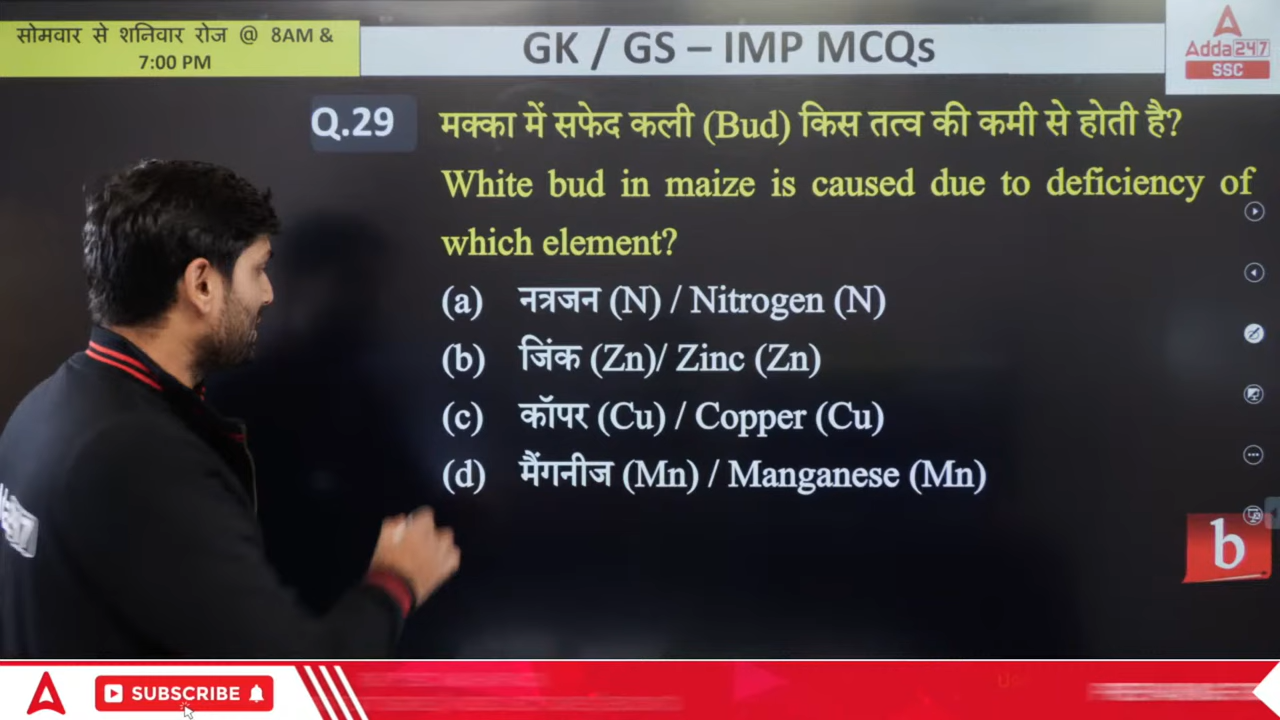 सोमवार से शनिवार रोज @ 8AM &
7:00 PM
GK / GS – IMP MCQs
Adda247
SSC
Q.29 मक्का में सफेद कली (Bud) किस तत्व की कमी से होती है?
White bud in maize is caused due to deficiency of
which element?
(a) नत्रजन (N) / Nitrogen (N)
(b) जिंक (Zn)/ Zinc (Zn)
(c) कॉपर (Cu) / Copper (Cu)
(d) मैंगनीज (Mn) / Manganese (Mn)
b
SUBSCRIBE